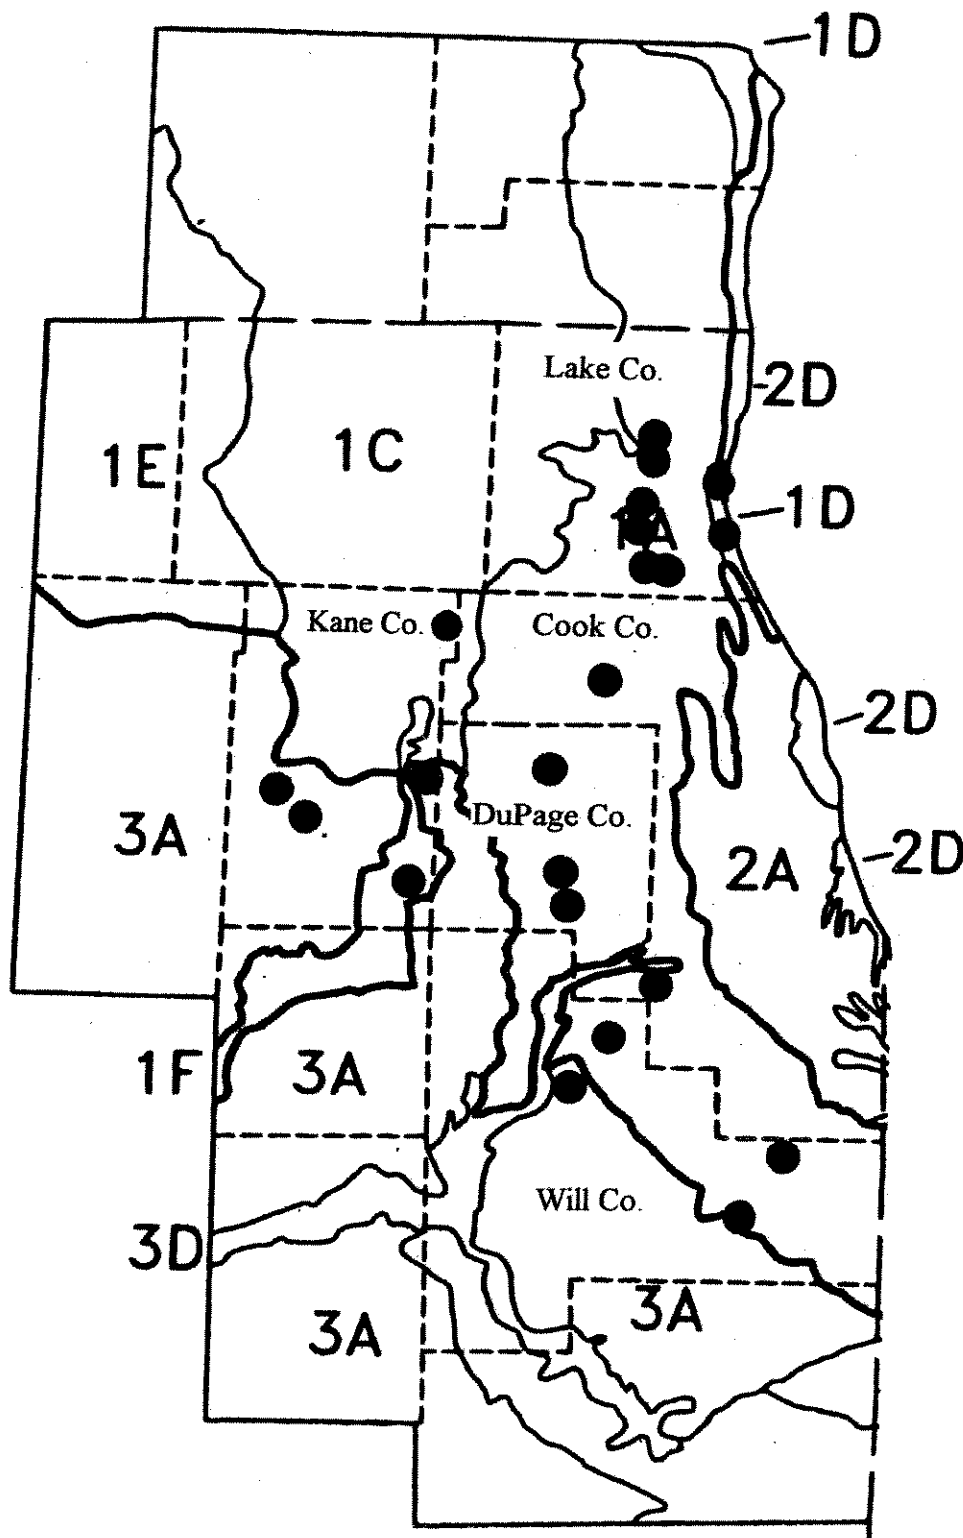 1D
Lake Co.
2D
1E
1C
1D
1A
Kane Co.
Cook Co.
2D
3A
DuPage Co.
2A
2D
1F
3A
Will Co.
3D
3A
3A